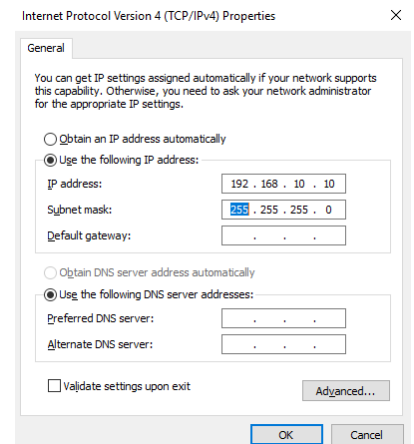 Internet Protocol Version 4 (TCP/IPv4) Properties
General
You can get IP settings assigned automatically if your network supports
this capability. Otherwise, you need to ask your network administrator
for the appropriate IP settings.
Obtain an IP address automatically
Use the following IP address:
IP address: 192 . 168 . 10 . 10
Subnet mask: 255 . 255 . 255 . 0
Default gateway: . . .
Obtain DNS server address automatically
Use the following DNS server addresses:
Preferred DNS server: . . .
Alternate DNS server: . . .
Validate settings upon exit
Advanced...
OK Cancel